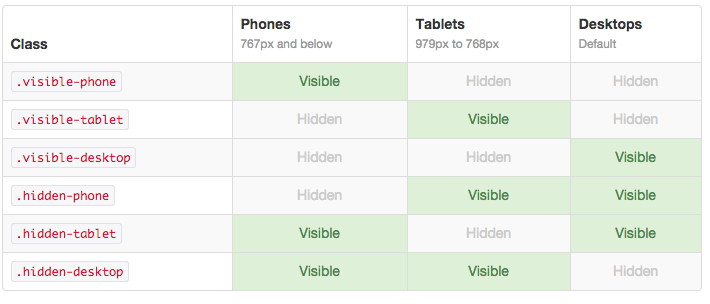 Class Phones Tablets Desktops
767px and below 979px to 768px Default
.visible-phone Visible Hidden Hidden
.visible-tablet Hidden Visible Hidden
.visible-desktop Hidden Hidden Visible
.hidden-phone Hidden Visible Visible
.hidden-tablet Visible Hidden Visible
.hidden-desktop Visible Visible Hidden